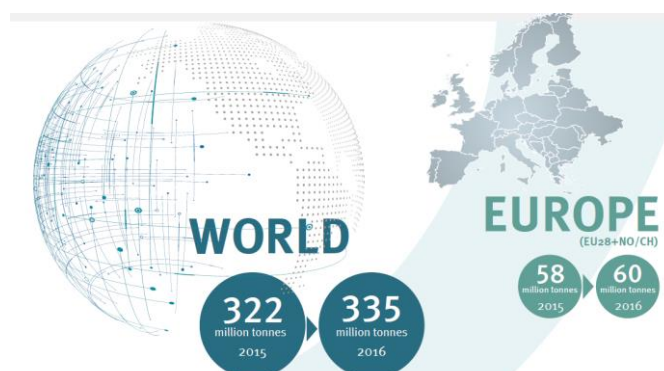 WORLD
322
million tonnes
2015
335
million tonnes
2016
EUROPE
(EU28+NO/CH)
58
million tonnes
2015
60
million tonnes
2016